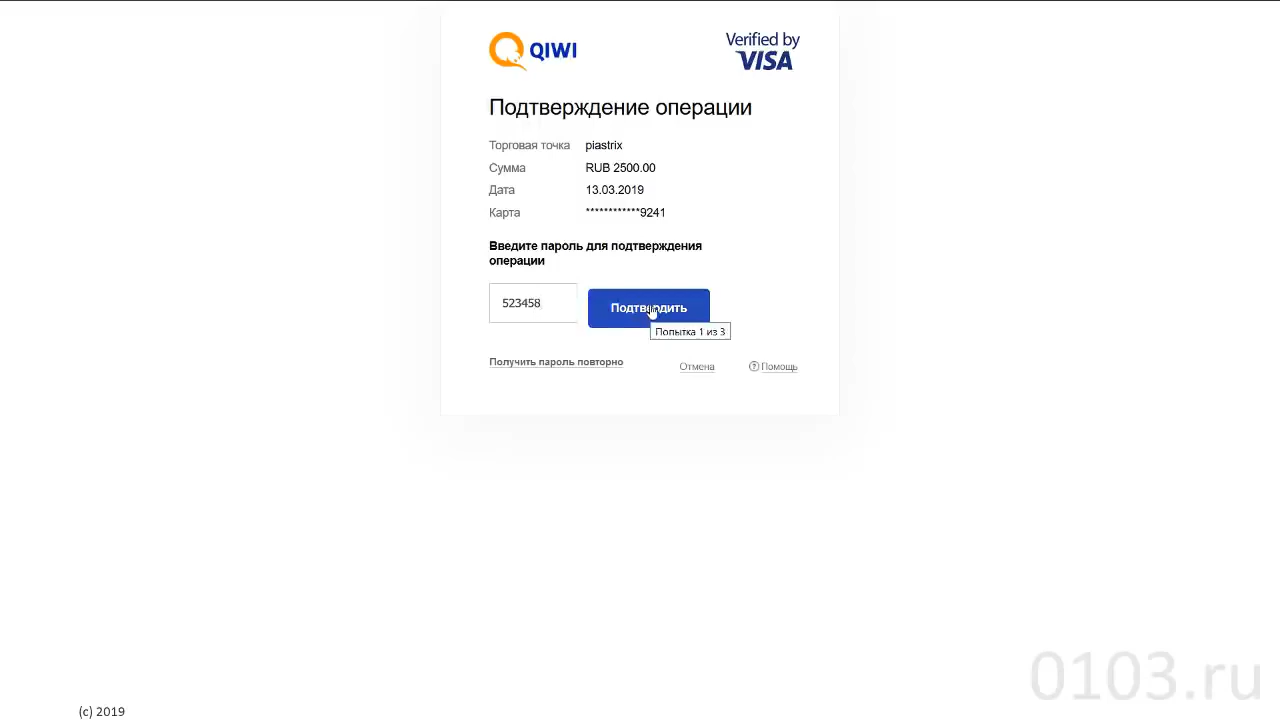 QIWI
Verified by
VISA
Подтверждение операции
Торговая точка piastrix
Сумма RUB 2500.00
Дата 13.03.2019
Карта ************9241
Введите пароль для подтверждения
операции
523458
Подтвердить
Попытка 1 из 3
Получить пароль повторно
Отмена
? Помощь
0103.ru
(c) 2019